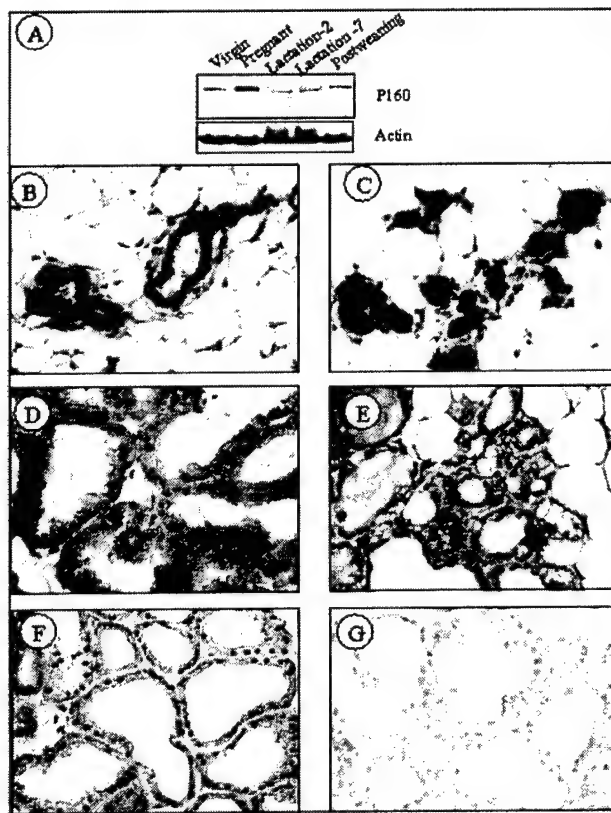 A
Virgin
Pregnant
Lactation-2
Lactation-7
Postweaning
P160
Actin
B
C
D
E
F
G